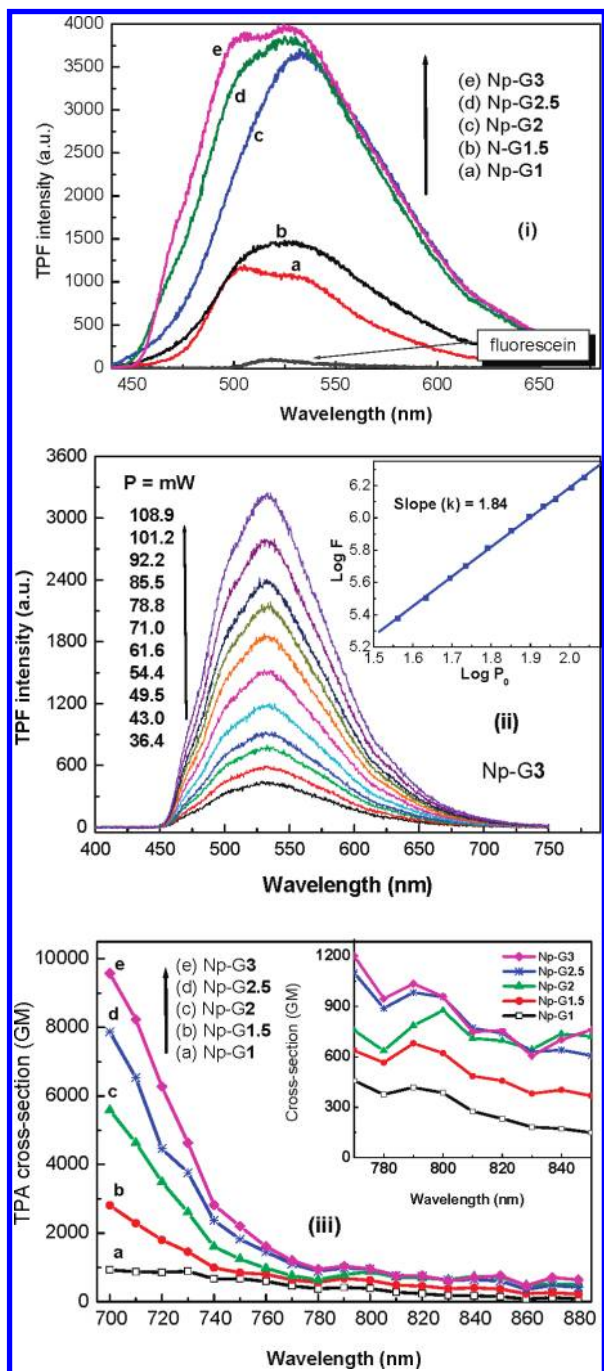 4000
3500
3000
2500
2000
1500
1000
500
0
TPF intensity (a.u.)
e
d
c
b
a
(e) Np-G3
(d) Np-G2.5
(c) Np-G2
(b) N-G1.5
(a) Np-G1
(i)
fluorescein
450 500 550 600 650
Wavelength (nm)
3600
3000
2400
1800
1200
600
0
TPF intensity (a.u.)
P = mW
108.9
101.2
92.2
85.5
78.8
71.0
61.6
54.4
49.5
43.0
36.4
6.2
6.0
5.8
5.6
5.4
5.2
Log F
Slope (k) = 1.84
1.5 1.6 1.7 1.8 1.9 2.0
Log P0
(ii)
Np-G3
400 450 500 550 600 650 700 750
Wavelength (nm)
10000
8000
6000
4000
2000
0
TPA cross-section (GM)
e
d
c
b
a
(e) Np-G3
(d) Np-G2.5
(c) Np-G2
(b) Np-G1.5
(a) Np-G1
1200
900
600
300
0
Cross-section (GM)
Np-G3
Np-G2.5
Np-G2
Np-G1.5
Np-G1
780 800 820 840
Wavelength (nm)
(iii)
700 720 740 760 780 800 820 840 860 880
Wavelength (nm)